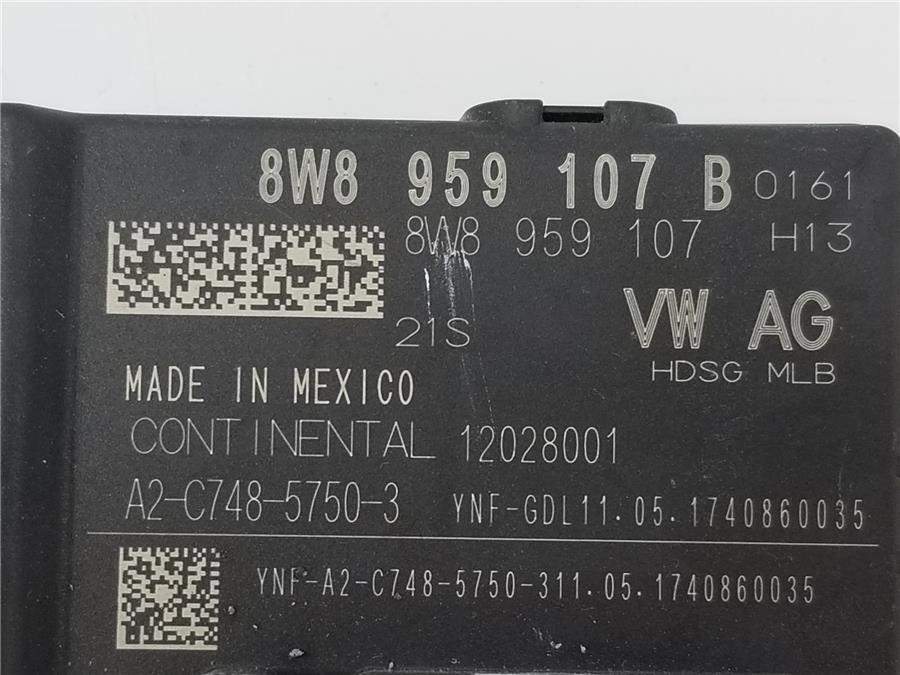 8W8 959 107 B 0161
8W8 959 107 H13
21S
VW AG
HDSG MLB
MADE IN MEXICO
CONTINENTAL 12028001
A2-C748-5750-3 YNF-GDL11.05.1740860035
YNF-A2-C748-5750-311.05.1740860035